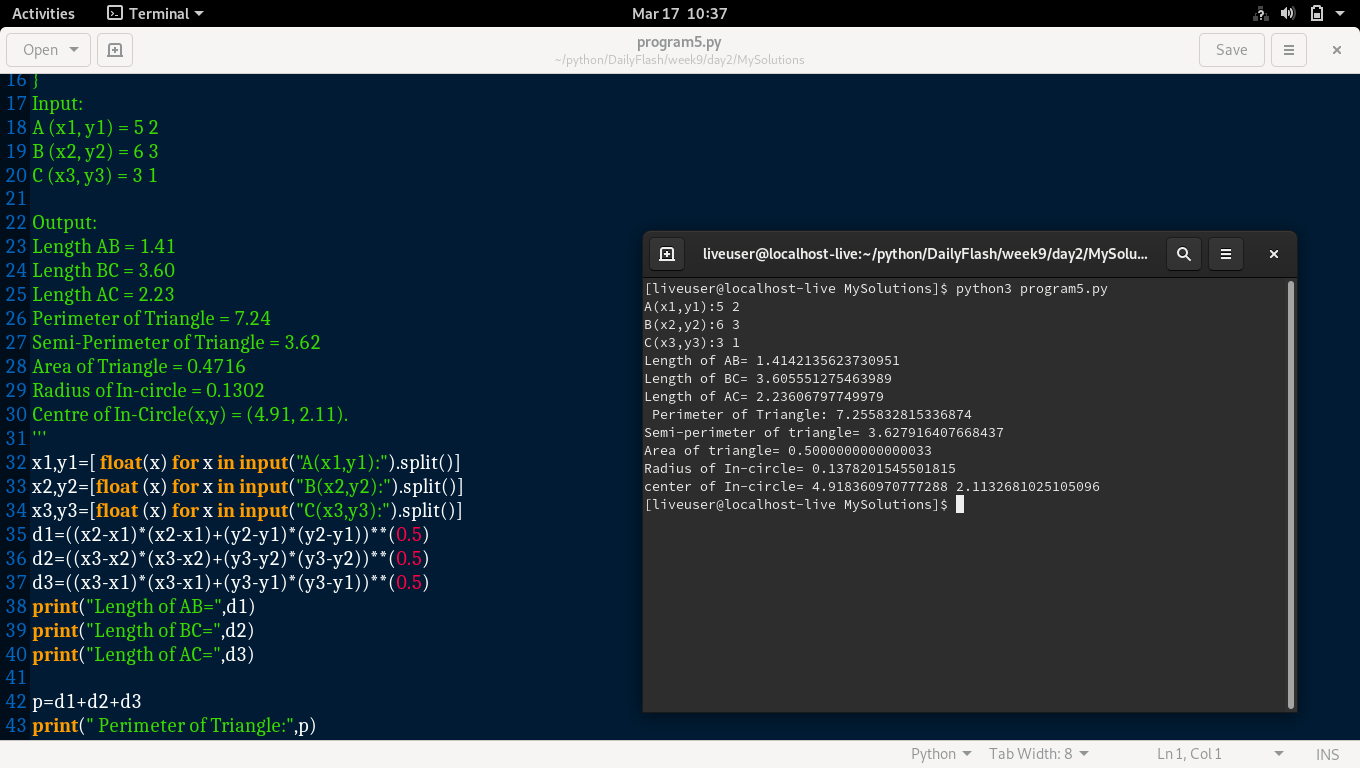 Activities Terminal Mar 17 10:37
Open program5.py Save
~/python/DailyFlash/week9/day2/MySolutions
16 }
17 Input:
18 A (x1, y1) = 5 2
19 B (x2, y2) = 6 3
20 C (x3, y3) = 3 1
21
22 Output:
23 Length AB = 1.41
24 Length BC = 3.60
25 Length AC = 2.23
26 Perimeter of Triangle = 7.24
27 Semi-Perimeter of Triangle = 3.62
28 Area of Triangle = 0.4716
29 Radius of In-circle = 0.1302
30 Centre of In-Circle(x,y) = (4.91, 2.11).
31 '''
32 x1,y1=[ float(x) for x in input("A(x1,y1):").split()]
33 x2,y2=[float (x) for x in input("B(x2,y2):").split()]
34 x3,y3=[float (x) for x in input("C(x3,y3):").split()]
35 d1=((x2-x1)*(x2-x1)+(y2-y1)*(y2-y1))**(0.5)
36 d2=((x3-x2)*(x3-x2)+(y3-y2)*(y3-y2))**(0.5)
37 d3=((x3-x1)*(x3-x1)+(y3-y1)*(y3-y1))**(0.5)
38 print("Length of AB=",d1)
39 print("Length of BC=",d2)
40 print("Length of AC=",d3)
41
42 p=d1+d2+d3
43 print(" Perimeter of Triangle:",p)
liveuser@localhost-live:~/python/DailyFlash/week9/day2/MySolu...
[liveuser@localhost-live MySolutions]$ python3 program5.py
A(x1,y1):5 2
B(x2,y2):6 3
C(x3,y3):3 1
Length of AB= 1.4142135623730951
Length of BC= 3.605551275463989
Length of AC= 2.23606797749979
 Perimeter of Triangle: 7.255832815336874
Semi-perimeter of triangle= 3.627916407668437
Area of triangle= 0.5000000000000033
Radius of In-circle= 0.1378201545501815
center of In-circle= 4.918360970777288 2.1132681025105096
[liveuser@localhost-live MySolutions]$
Python Tab Width: 8 Ln 1, Col 1 INS